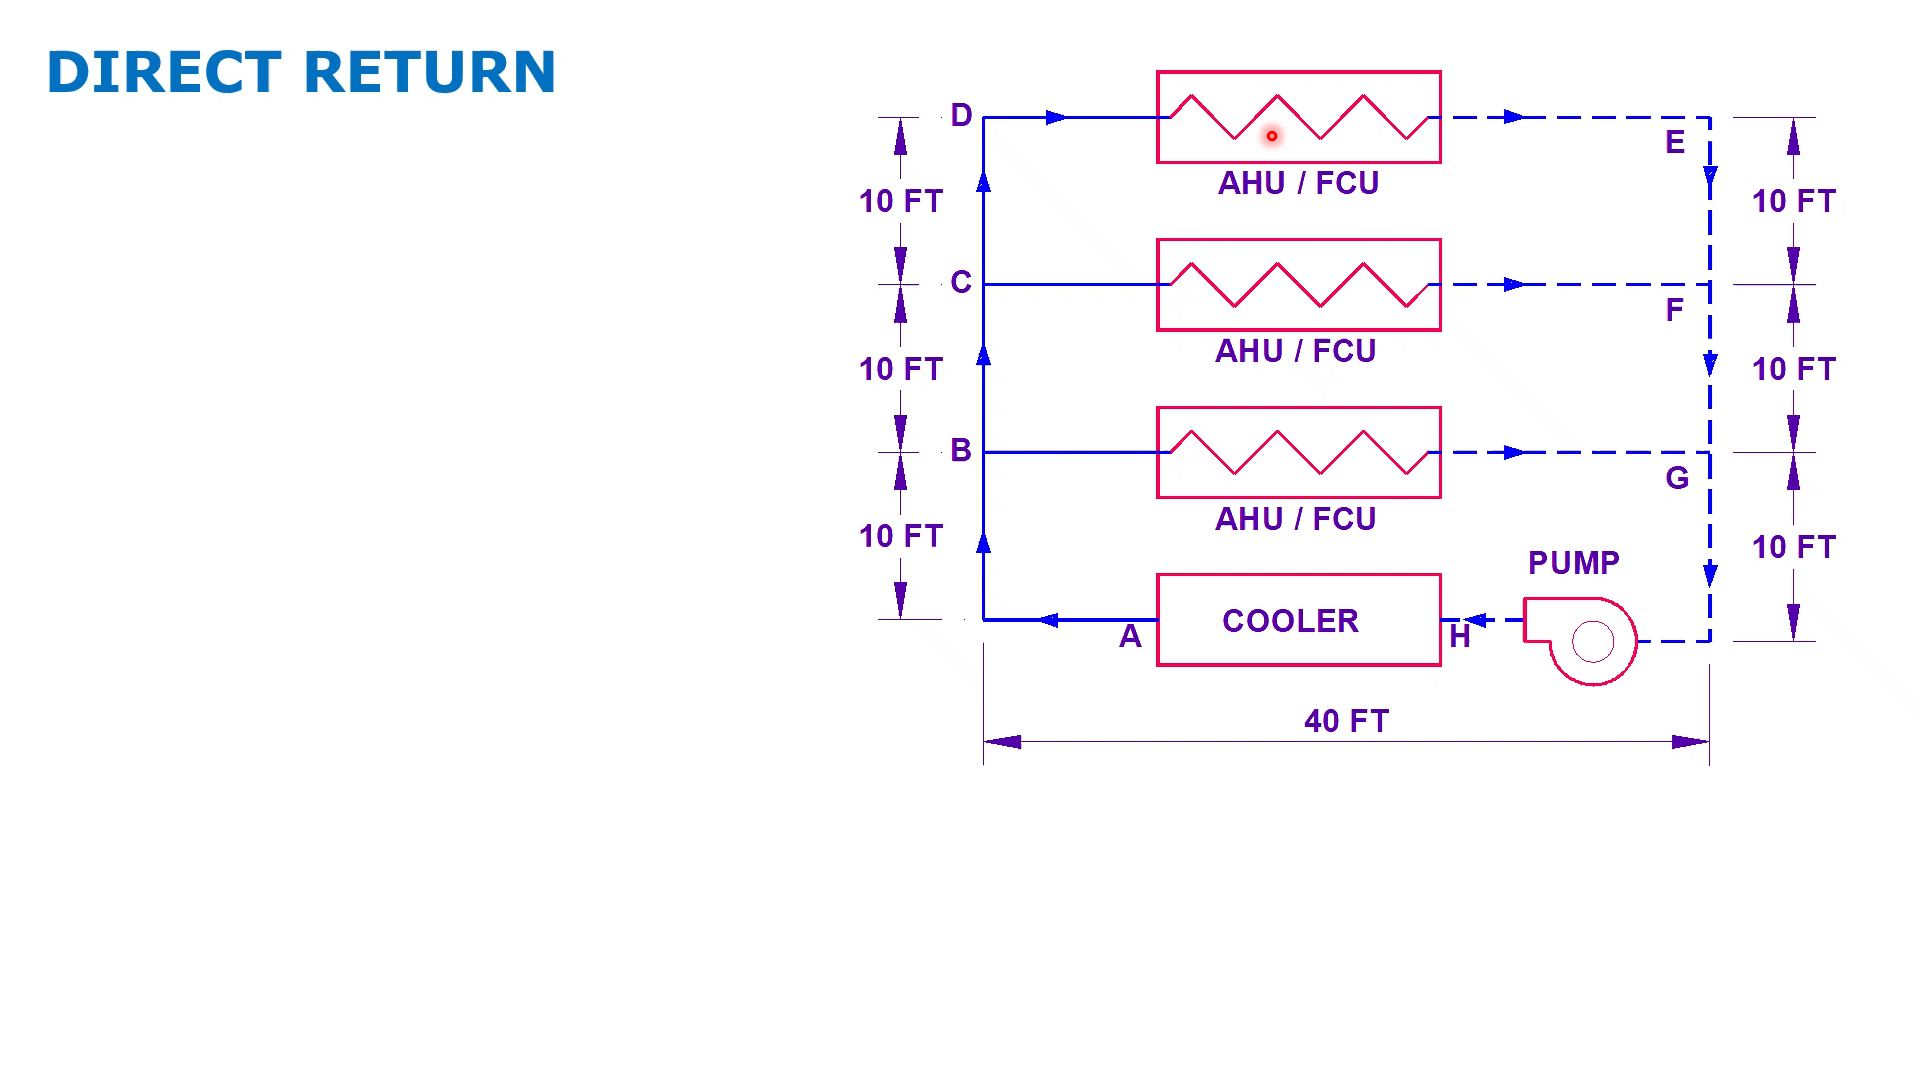 DIRECT RETURN
D
E
AHU / FCU
10 FT
10 FT
C
F
AHU / FCU
10 FT
10 FT
B
G
AHU / FCU
10 FT
10 FT
PUMP
COOLER
A
H
40 FT